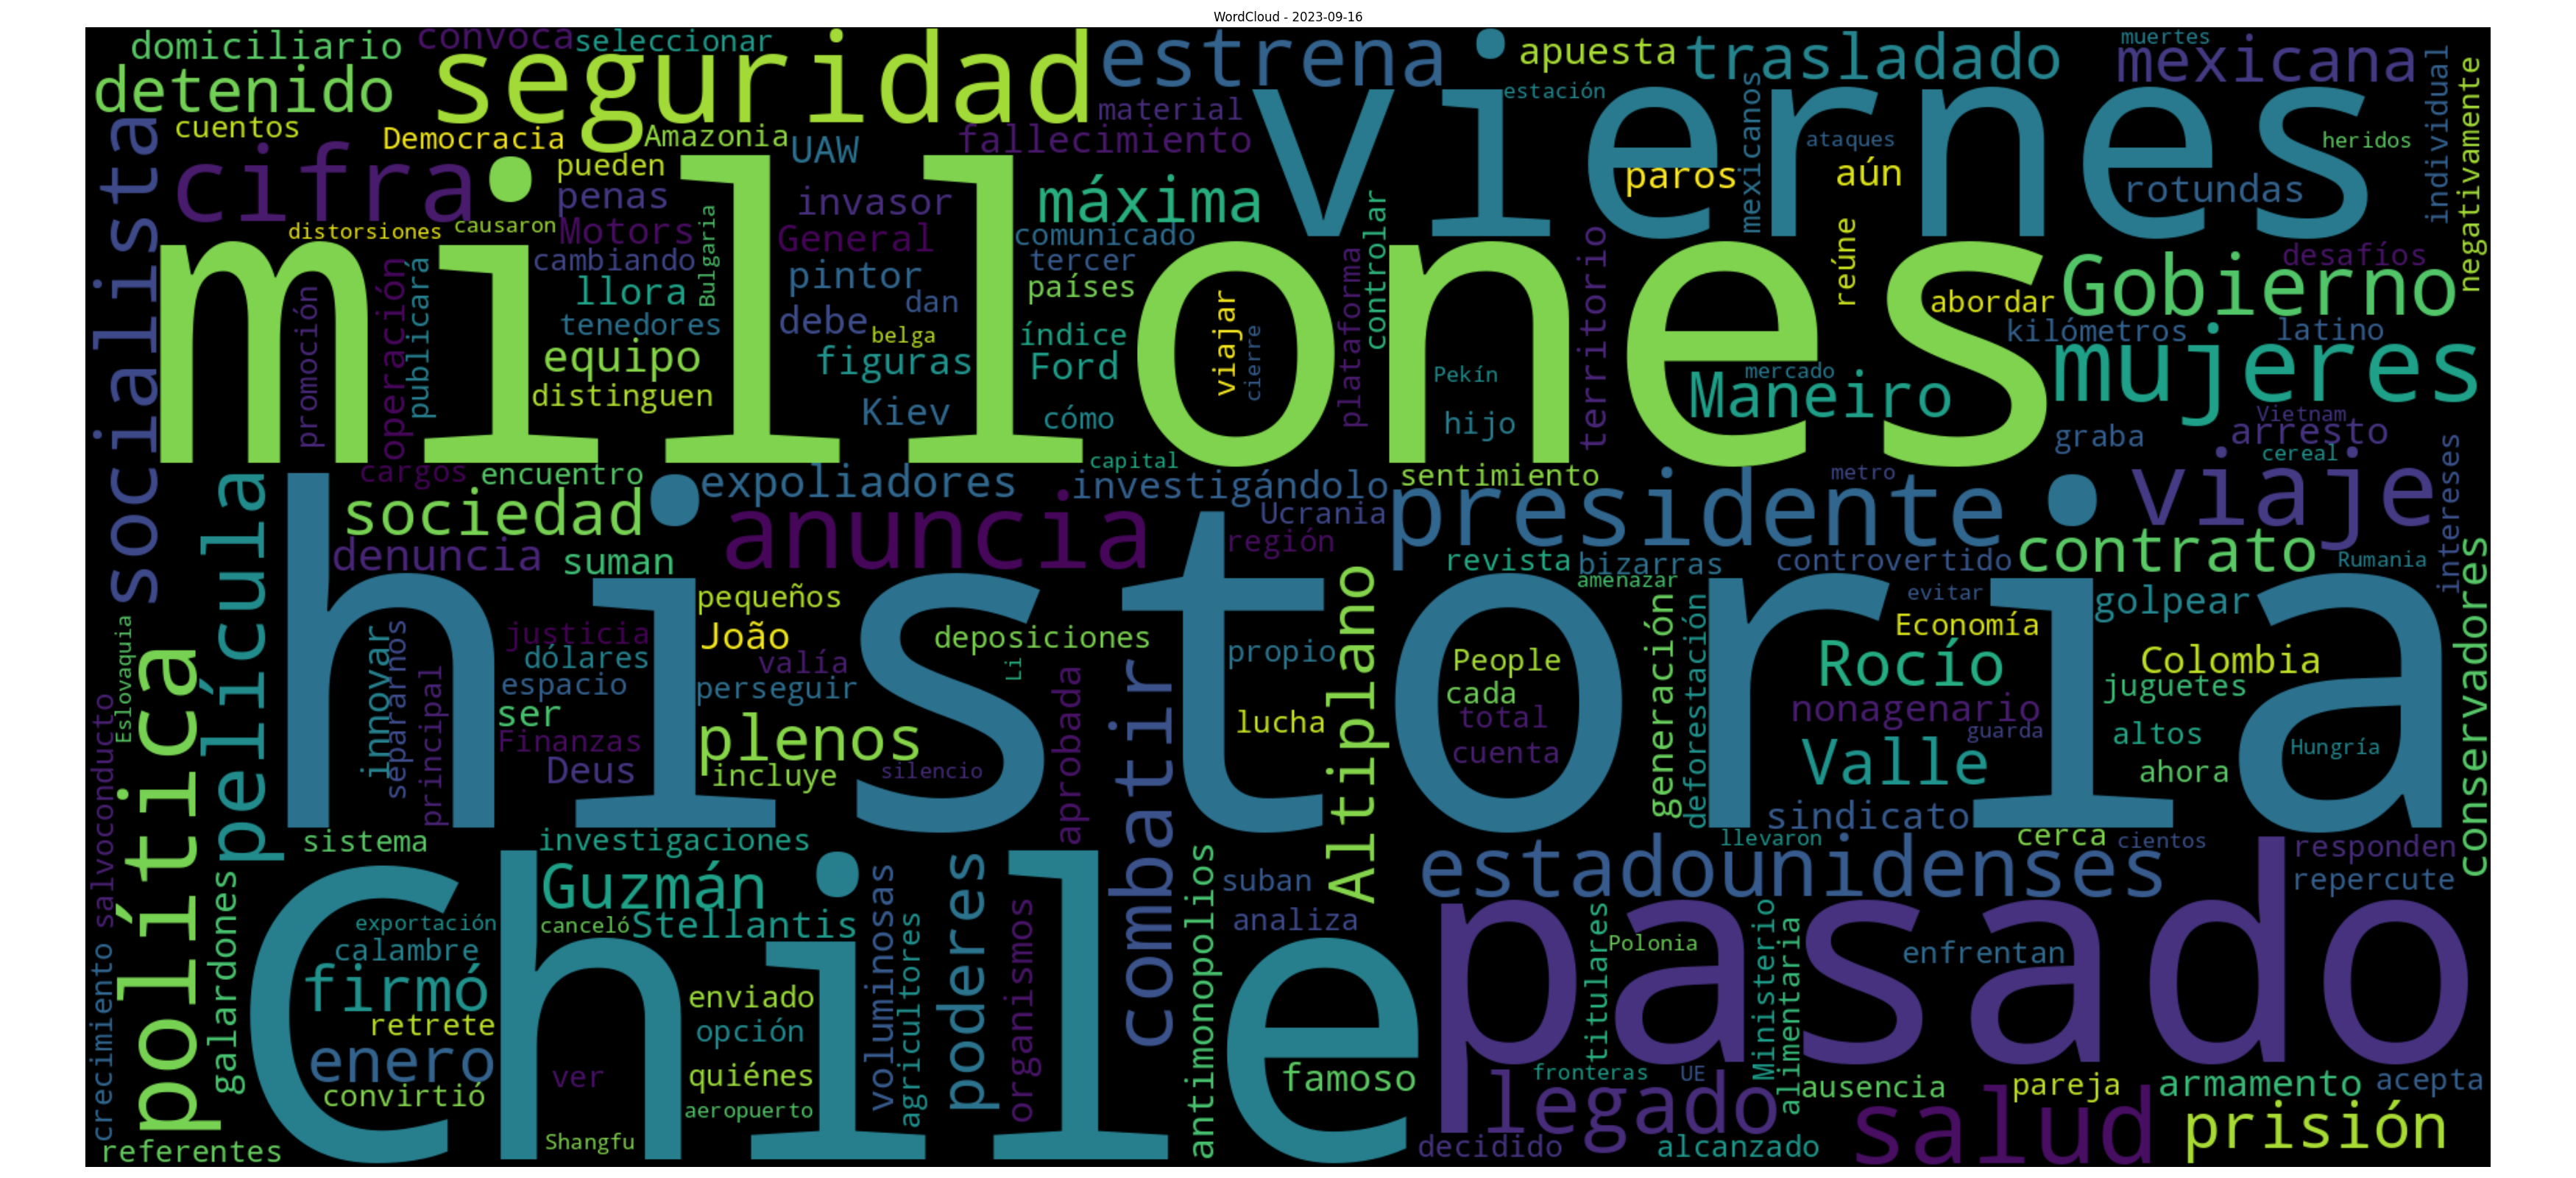 WordCloud - 2023-09-16
domiciliario
convoca
seleccionar
estrena
apuesta
trasladado
muertes
mexicana
detenido
seguridad
viernes
material
estación
individual
negativamente
cuentos
Democracia
Amazonia
UAW
fallecimiento
mexicanos
ataques
heridos
socialista
cifra
pueden
penas
invasor
máxima
paros
aún
rotundas
distorsiones
causaron
Motors
General
comunicado
controlar
territorio
reúne
desafíos
millones
cambiando
Bulgaria
pintor
tercer
países
plataforma
abordar
Gobierno
promoción
operación
publicará
llora
tenedores
debe
dan
belga
índice
viajar
cierre
kilómetros
latino
equipo
figuras
Ford
Pekín
mercado
mujeres
distinguen
Kiev
cómo
hijo
Maneiro
Vietnam
graba
arresto
cereal
cargos
encuentro
capital
sentimiento
metro
intereses
película
expoliadores
investigándolo
presidente
viaje
sociedad
anuncia
Ucrania
región
denuncia
suman
revista
bizarras
controvertido
contrato
Rumania
conservadores
historia
pequeños
Altiplano
amenazar
evitar
golpear
Eslovaquia
innovar
separarnos
justicia
João
deposiciones
propio
generación
deforestación
Economía
política
dólares
valía
Li
People
Rocío
Colombia
salvoconducto
principal
espacio
perseguir
aprobada
combatir
cada
juguetes
ser
plenos
lucha
total
nonagenario
guarda
altos
Finanzas
Deus
incluye
silencio
cuenta
Valle
ahora
Hungría
sistema
investigaciones
sindicato
llevaron
cerca
cientos
responden
galardones
Guzmán
voluminosas
poderes
suban
estadounidenses
repercute
exportación
canceló
Stellantis
agricultores
organismos
antimonopolios
analiza
titulares
Polonia
Ministerio
alimentaria
enfrentan
pasado
crecimiento
calambre
firmó
Chile
enviado
retrete
opción
enero
convirtió
ver
quiénes
aeropuerto
famoso
fronteras
UE
ausencia
pareja
armamento
acepta
legado
salud
prisión
referentes
Shangfu
decidido
alcanzado